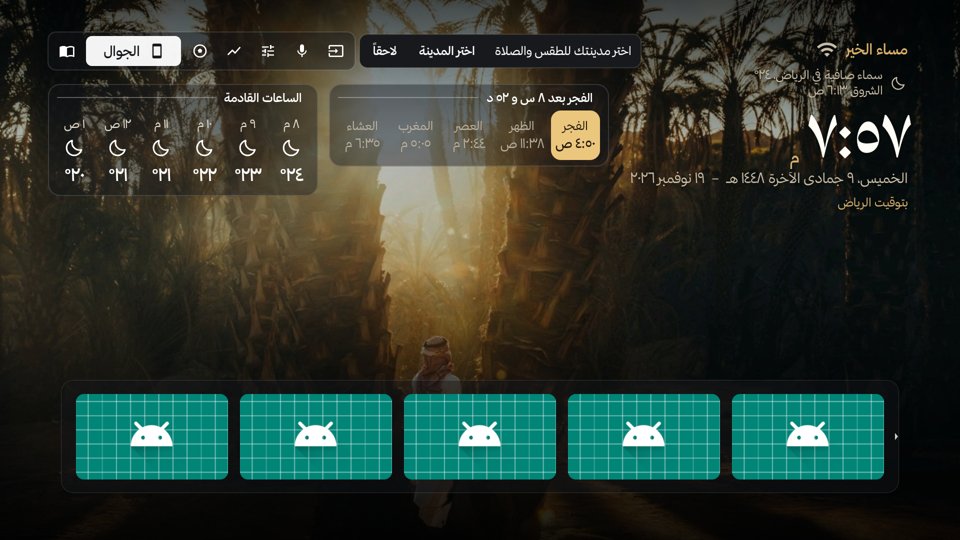 مساء الخير
سماء صافية في الرياض، ٢٤°
الشروق ٦:١٣ ص
٧:٥٧ م
الخميس، ٩ جمادى الآخرة ١٤٤٨ هـ – ١٩ نوفمبر ٢٠٢٦
بتوقيت الرياض
اختر مدينتك للطقس والصلاة
اختر المدينة
لاحقاً
الجوال
الفجر بعد ٨ س و ٥٢ د
الفجر الظهر العصر المغرب العشاء
٤:٥٠ ص ١١:٣٨ ص ٢:٤٤ م ٥:٠٥ م ٦:٣٥ م
الساعات القادمة
٨ م ٩ م ١٠ م ١١ م ١٢ ص ١ ص
٢٤° ٢٣° ٢٢° ٢١° ٢١° ٢٠°